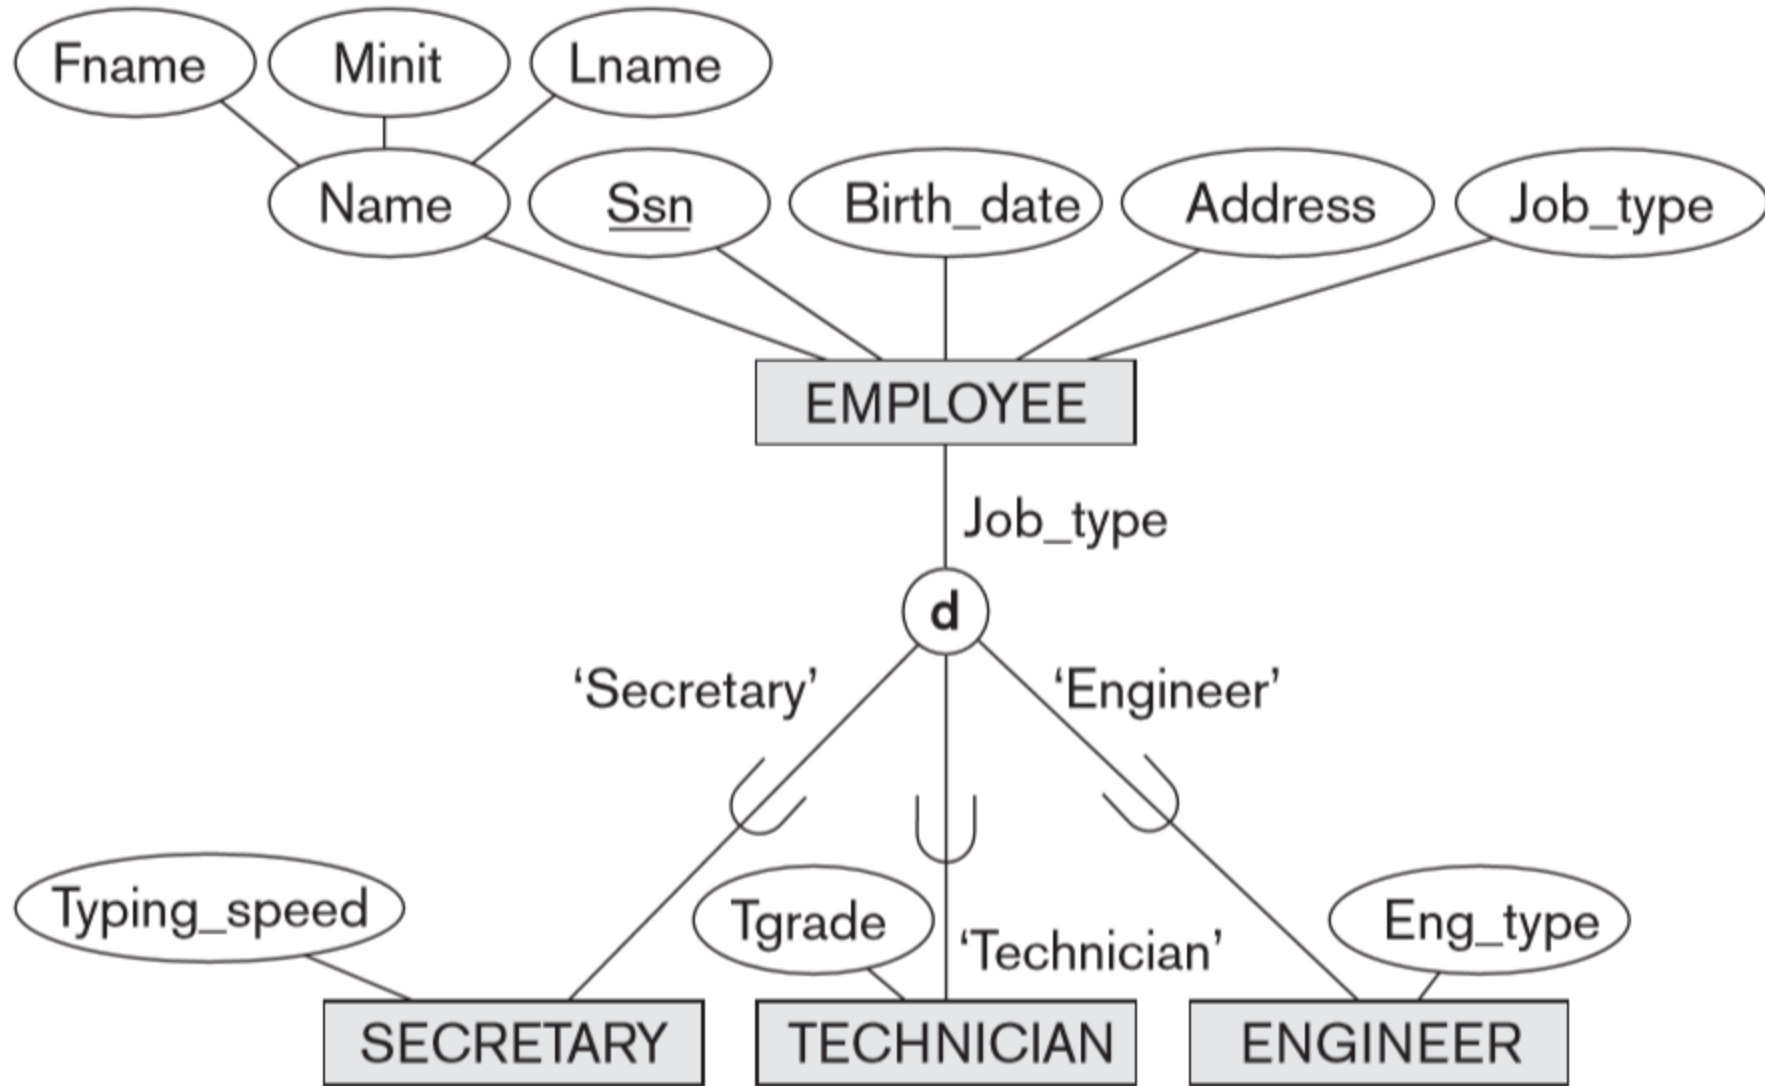 Fname Minit Lname
Name Ssn Birth_date Address Job_type
EMPLOYEE
Job_type
d
‘Secretary’ ‘Engineer’
Typing_speed Tgrade Eng_type
‘Technician’
SECRETARY TECHNICIAN ENGINEER